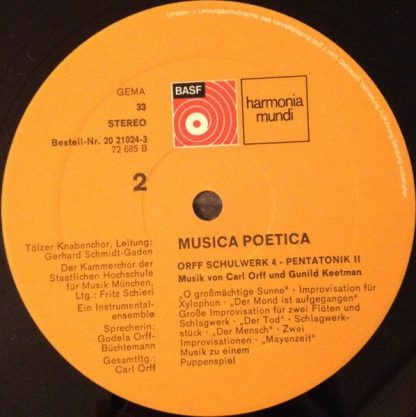 Urheber- u. Leistungsschutzrechte
GEMA
33
STEREO
Bestell-Nr. 20 21024-3
72 685 B
BASF
harmonia
mundi
2
Tölzer Knabenchor, Leitung:
Gerhard Schmidt-Gaden
Der Kammerchor der
Staatlichen Hochschule
für Musik München,
Ltg.: Fritz Schieri
Ein Instrumental-
ensemble
Sprecherin:
Godela Orff-
Büchtemann
Gesamtltg.:
Carl Orff
MUSICA POETICA
ORFF SCHULWERK 4 - PENTATONIK II
Musik von Carl Orff und Gunild Keetman
„O großmächtige Sunne" · Improvisation für
Xylophon · „Der Mond ist aufgegangen"
Große Improvisation für zwei Flöten und
Schlagwerk · „Der Tod" · Schlagwerk-
stück · „Der Mensch" · Zwei
Improvisationen · „Mayenzeit"
Musik zu einem
Puppenspiel